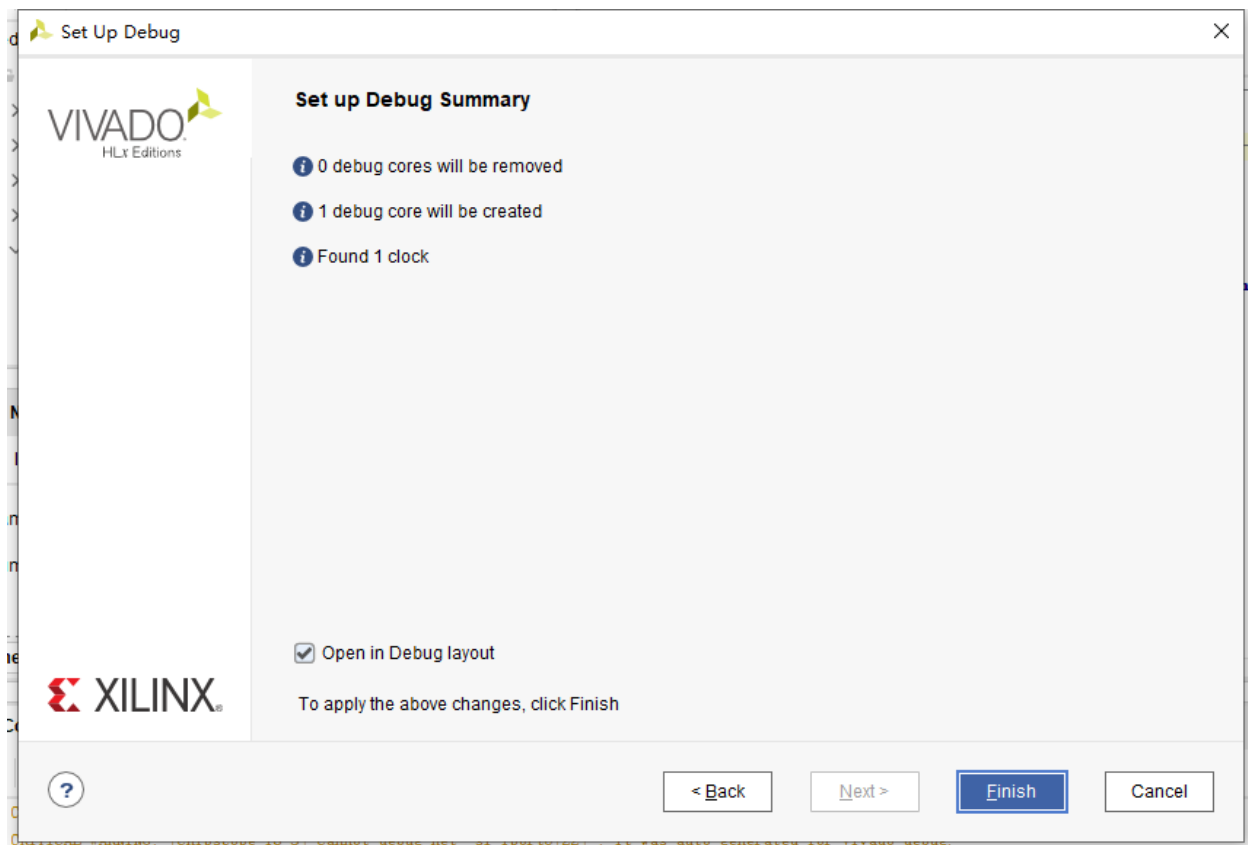 Set Up Debug
VIVADO
HLx Editions
Set up Debug Summary
0 debug cores will be removed
1 debug core will be created
Found 1 clock
Open in Debug layout
XILINX
To apply the above changes, click Finish
?
< Back
Next >
Finish
Cancel